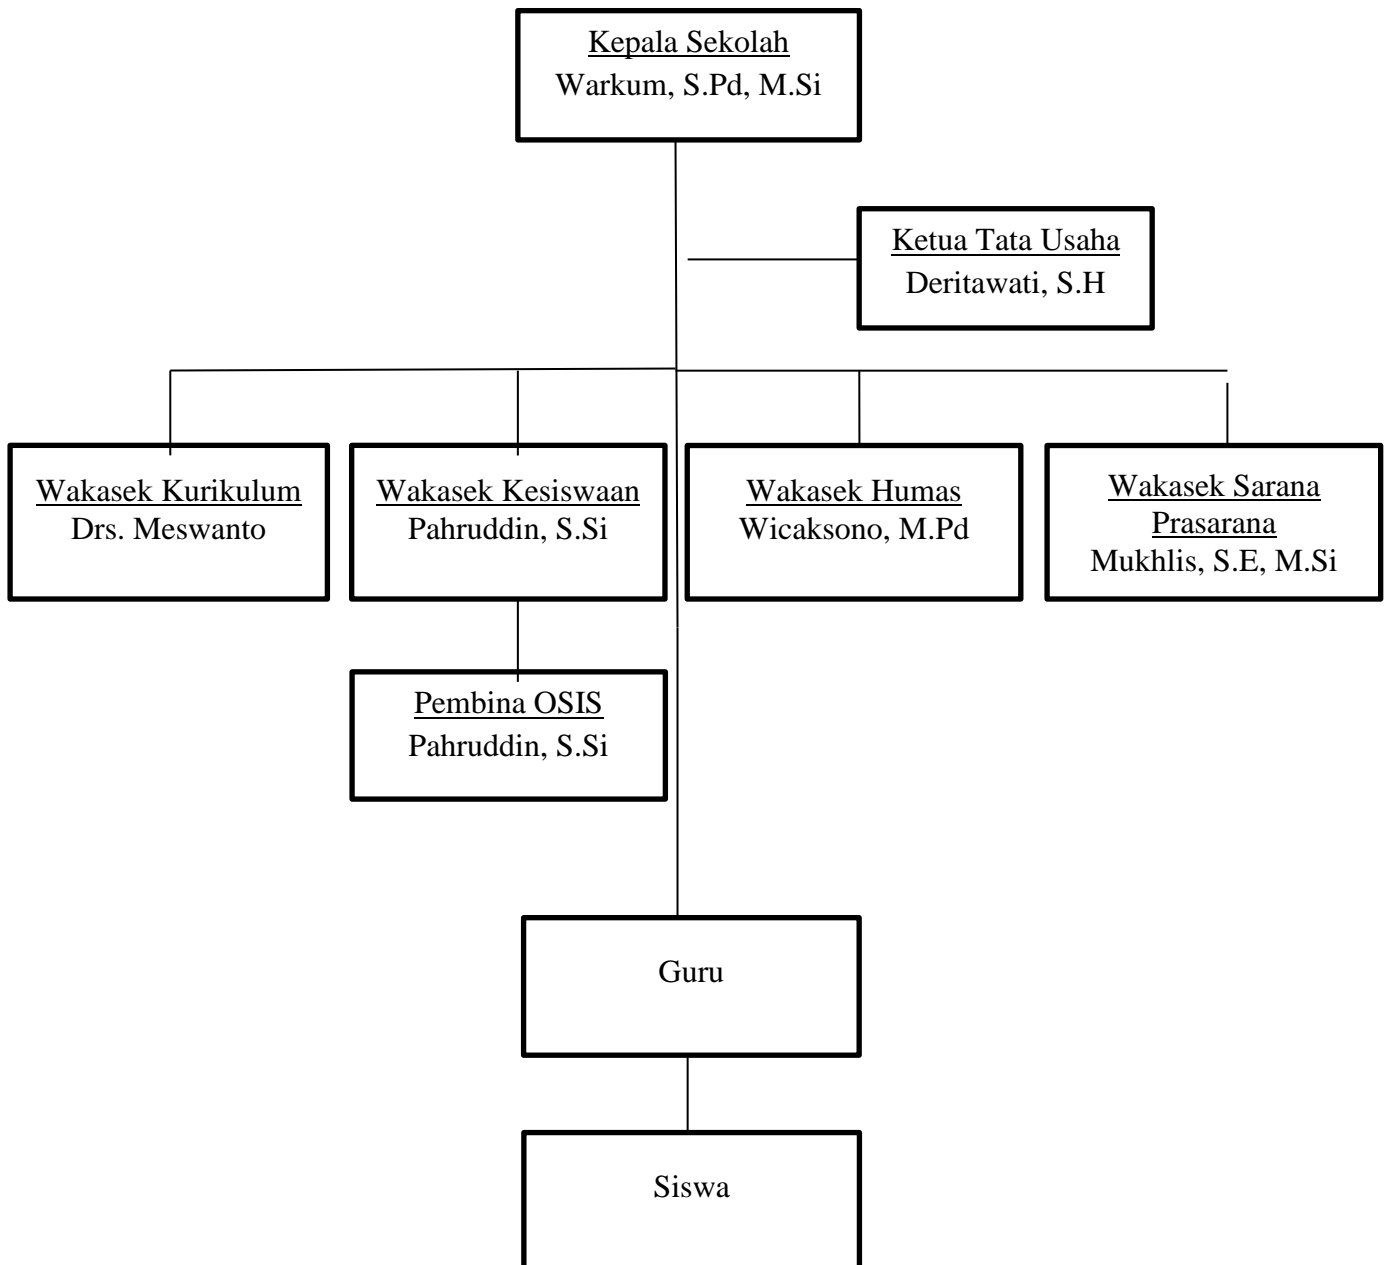 Kepala Sekolah
Warkum, S.Pd, M.Si
Ketua Tata Usaha
Deritawati, S.H
Wakasek Kurikulum
Drs. Meswanto
Wakasek Kesiswaan
Pahruddin, S.Si
Wakasek Humas
Wicaksono, M.Pd
Wakasek Sarana
Prasarana
Mukhlis, S.E, M.Si
Pembina OSIS
Pahruddin, S.Si
Guru
Siswa